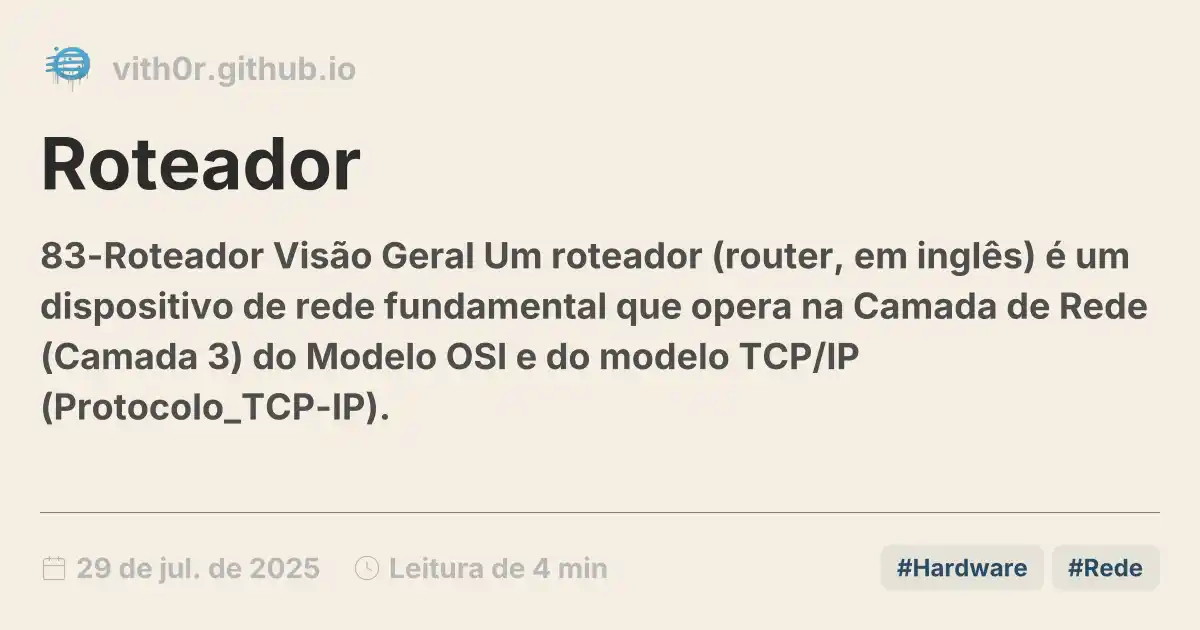 vith0r.github.io
Roteador
83-Roteador Visão Geral Um roteador (router, em inglês) é um
dispositivo de rede fundamental que opera na Camada de Rede
(Camada 3) do Modelo OSI e do modelo TCP/IP
(Protocolo_TCP-IP).
29 de jul. de 2025 Leitura de 4 min #Hardware #Rede